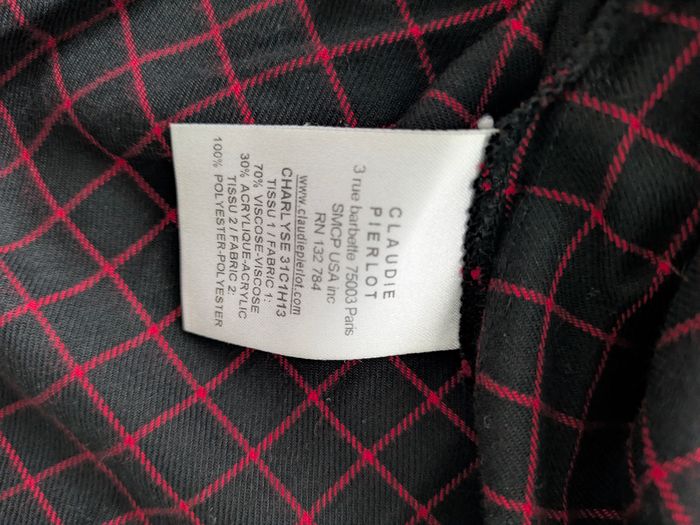 CLAUDIE
PIERLOT
3 rue barbette 75003 Paris
SMCP USA inc
RN 132 784
www.claudiepierlot.com
CHARLYSE 31C1H13
TISSU 1 / FABRIC 1:
70% VISCOSE-VISCOSE
30% ACRYLIQUE-ACRYLIC
TISSU 2 / FABRIC 2:
100% POLYESTER-POLYESTER